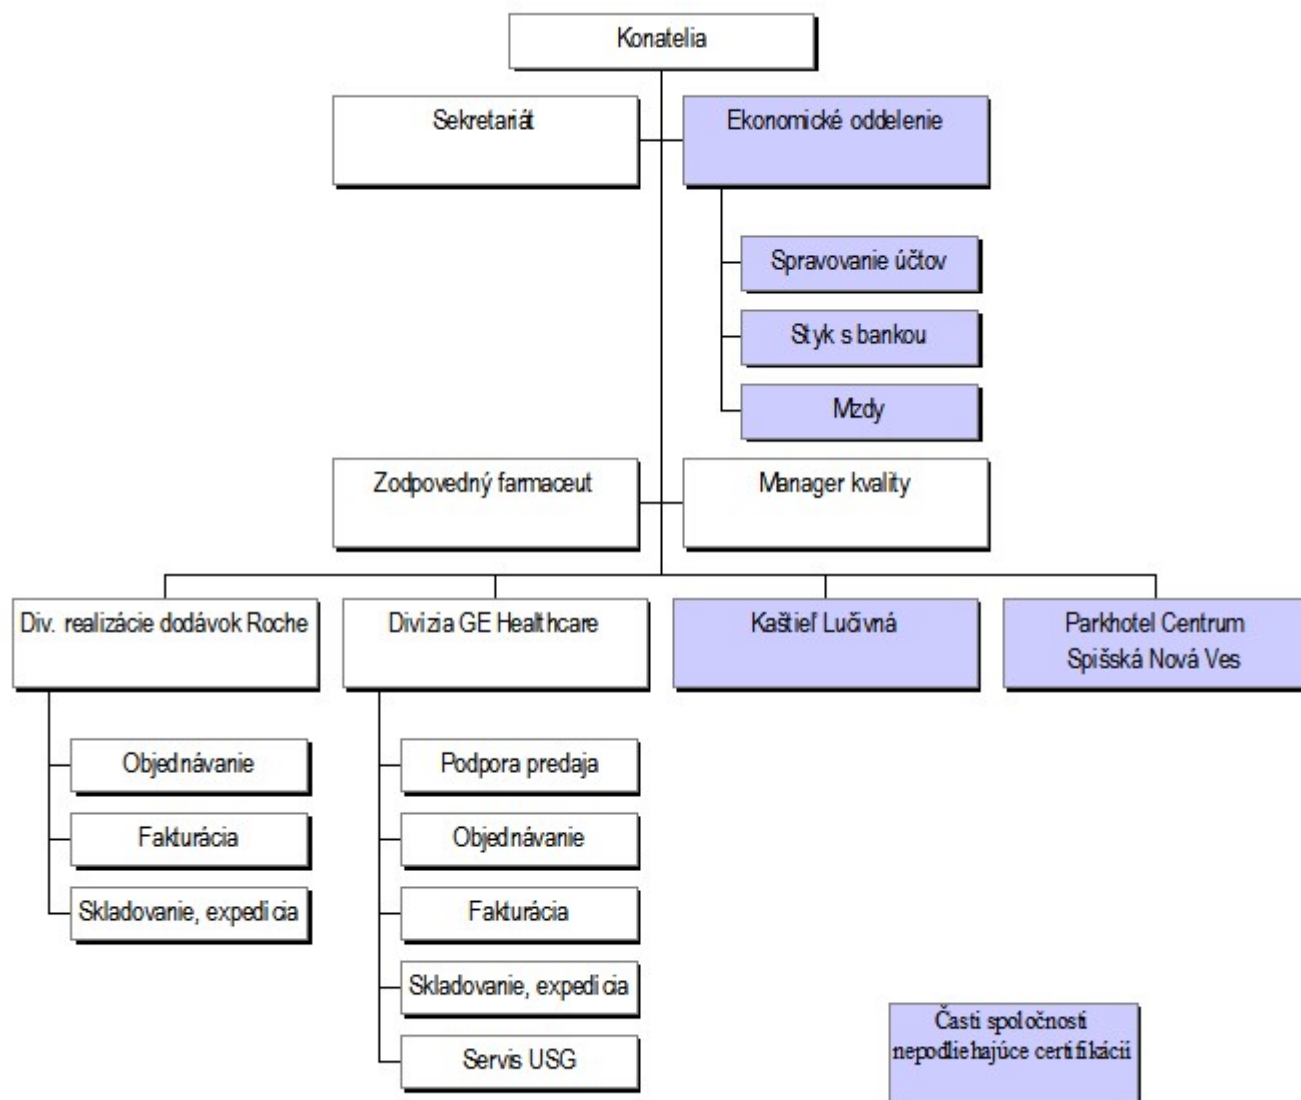 Konatelia
Sekretariát
Ekonomické oddelenie
Spravovanie účtov
Styk s bankou
Mzdy
Zodpovedný farmaceut
Manager kvality
Div. realizácie dodávok Roche
Divízia GE Healthcare
Kaštieľ Lučivná
Parkhotel Centrum
Spišská Nová Ves
Objednávanie
Fakturácia
Skladovanie, expedícia
Podpora predaja
Objednávanie
Fakturácia
Skladovanie, expedícia
Servis USG
Časti spoločnosti
nepodliehajúce certifikácii